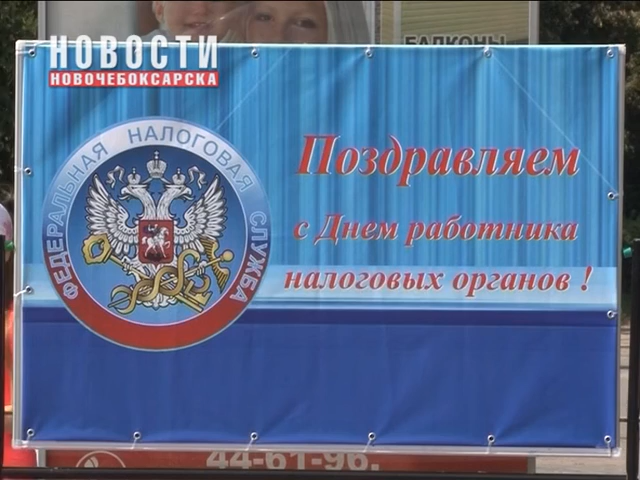 БАЛКОНЫ
НОВОСТИ
НОВОЧЕБОКСАРСКА
ФЕДЕРАЛЬНАЯ НАЛОГОВАЯ СЛУЖБА
Поздравляем
с Днем работника
налоговых органов !
44-61-96.